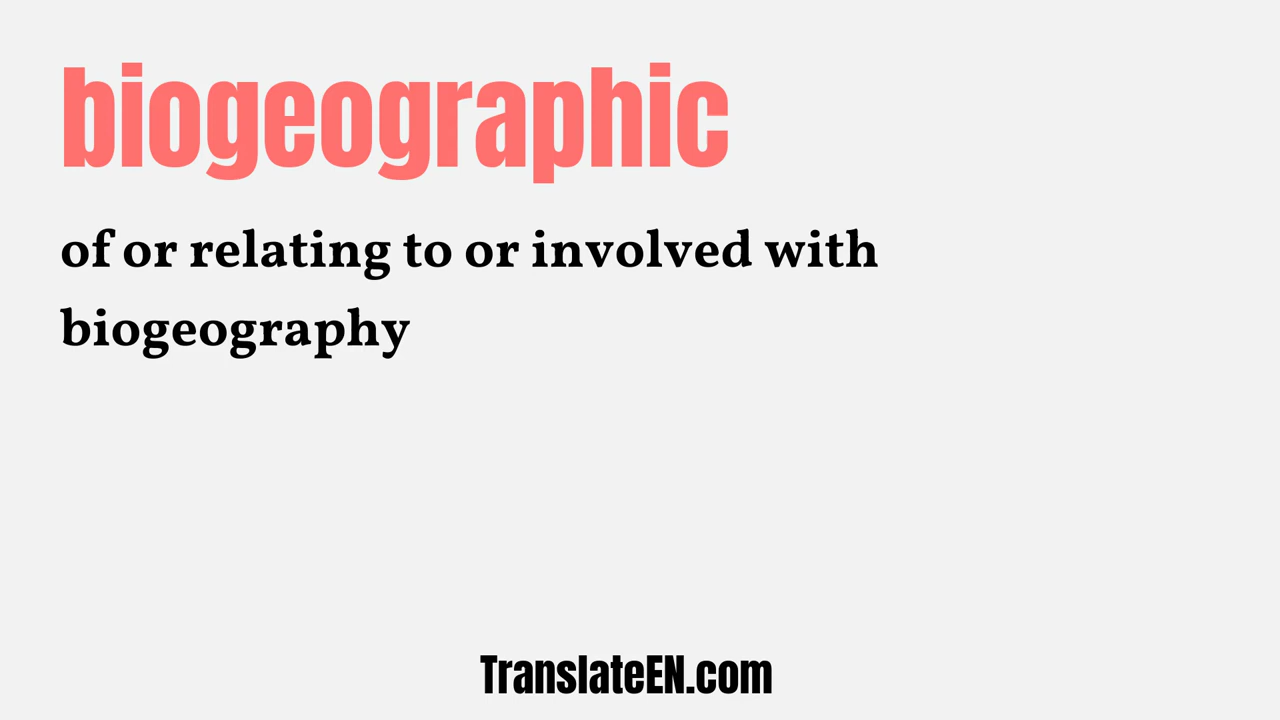 biogeographic
of or relating to or involved with
biogeography
TranslateEN.com